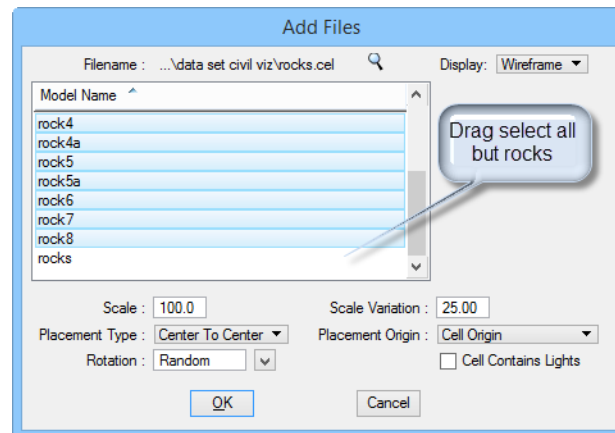 Add Files
Filename : ...\data set civil viz\rocks.cel Display: Wireframe
Model Name
rock4
rock4a
rock5
rock5a
rock6
rock7
rock8
rocks
Drag select all
but rocks
Scale : 100.0 Scale Variation : 25.00
Placement Type : Center To Center Placement Origin : Cell Origin
Rotation : Random Cell Contains Lights
OK Cancel